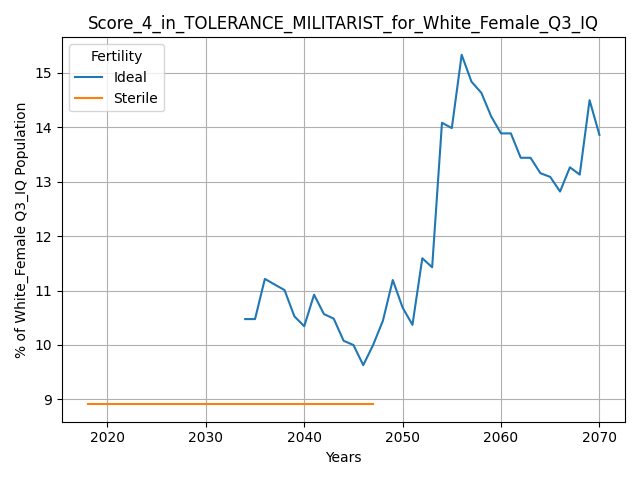 Score_4_in_TOLERANCE_MILITARIST_for_White_Female_Q3_IQ
Fertility
Ideal
Sterile
% of White_Female Q3_IQ Population
15
14
13
12
11
10
9
2020 2030 2040 2050 2060 2070
Years